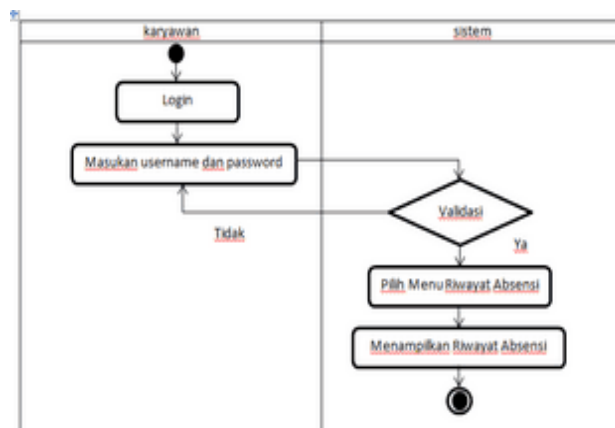 karyawan
sistem
Login
Masukan username dan password
Validasi
Tidak
Ya
Pilih Menu Riwayat Absensi
Menampilkan Riwayat Absensi